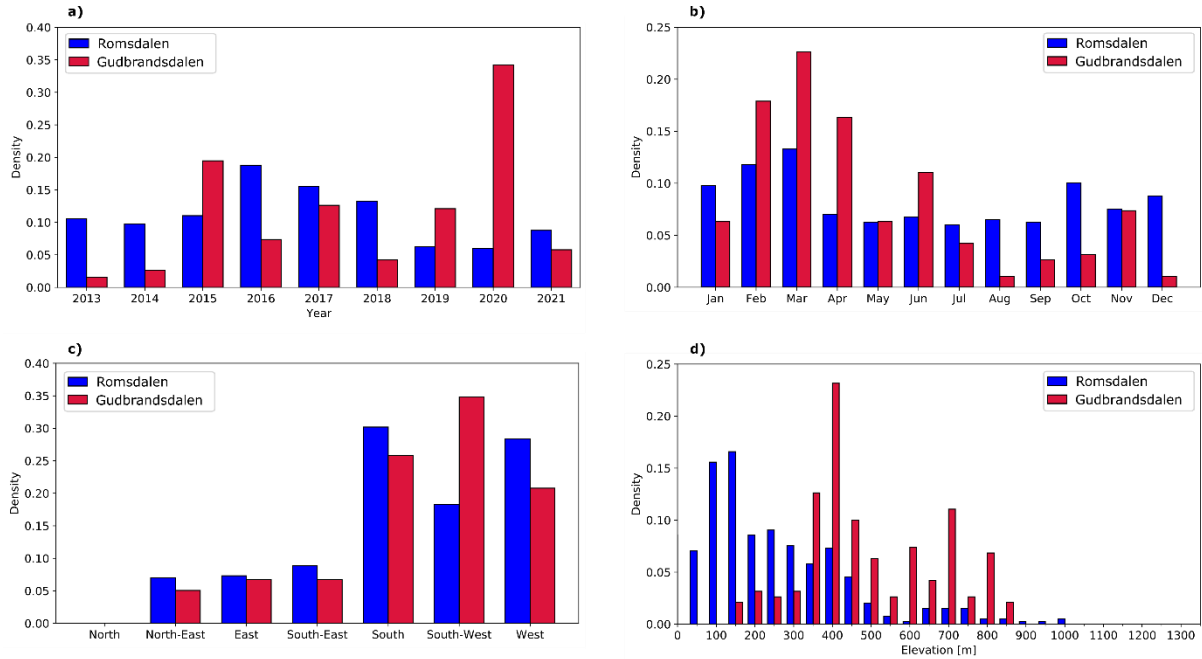 a)
0.40
0.35
0.30
0.25
0.20
0.15
0.10
0.05
0.00
Density
Romsdalen
Gudbrandsdalen
2013 2014 2015 2016 2017 2018 2019 2020 2021
Year
b)
0.25
0.20
0.15
0.10
0.05
0.00
Density
Romsdalen
Gudbrandsdalen
Jan Feb Mar Apr May Jun Jul Aug Sep Oct Nov Dec
c)
0.40
0.35
0.30
0.25
0.20
0.15
0.10
0.05
0.00
Density
Romsdalen
Gudbrandsdalen
North North-East East South-East South South-West West
d)
0.25
0.20
0.15
0.10
0.05
0.00
Density
Romsdalen
Gudbrandsdalen
0 100 200 300 400 500 600 700 800 900 1000 1100 1200 1300
Elevation [m]